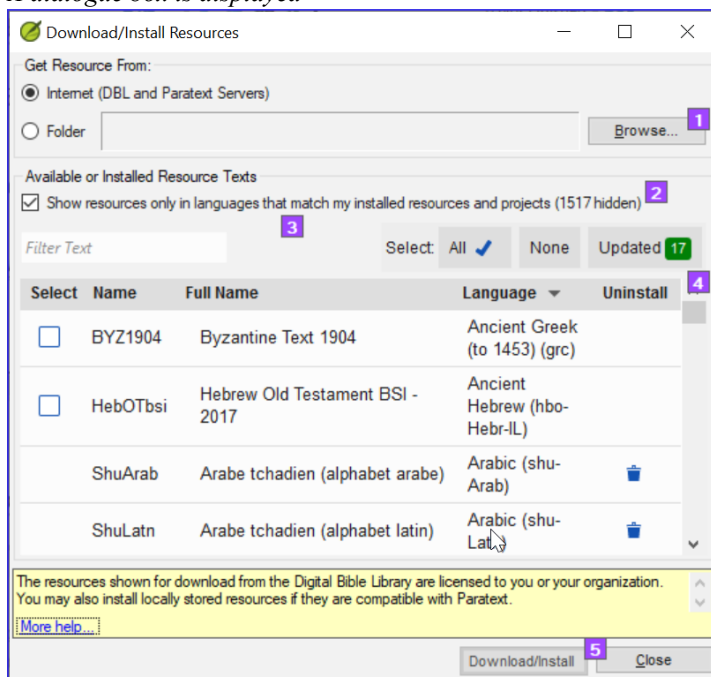 Download/Install Resources
Get Resource From:
Internet (DBL and Paratext Servers)
Folder
Browse...
1
Available or Installed Resource Texts
2
Show resources only in languages that match my installed resources and projects (1517 hidden)
3
Filter Text
Select: All None Updated 17
4
Select Name Full Name Language Uninstall
BYZ1904 Byzantine Text 1904 Ancient Greek
(to 1453) (grc)
HebOTbsi Hebrew Old Testament BSI -
2017
Ancient
Hebrew (hbo-
Hebr-IL)
ShuArab Arabe tchadien (alphabet arabe) Arabic (shu-
Arab)
ShuLatn Arabe tchadien (alphabet latin) Arabic (shu-
The resources shown for download from the Digital Bible Library are licensed to you or your organization.
You may also install locally stored resources if they are compatible with Paratext.
More help...
5
Download/Install Close